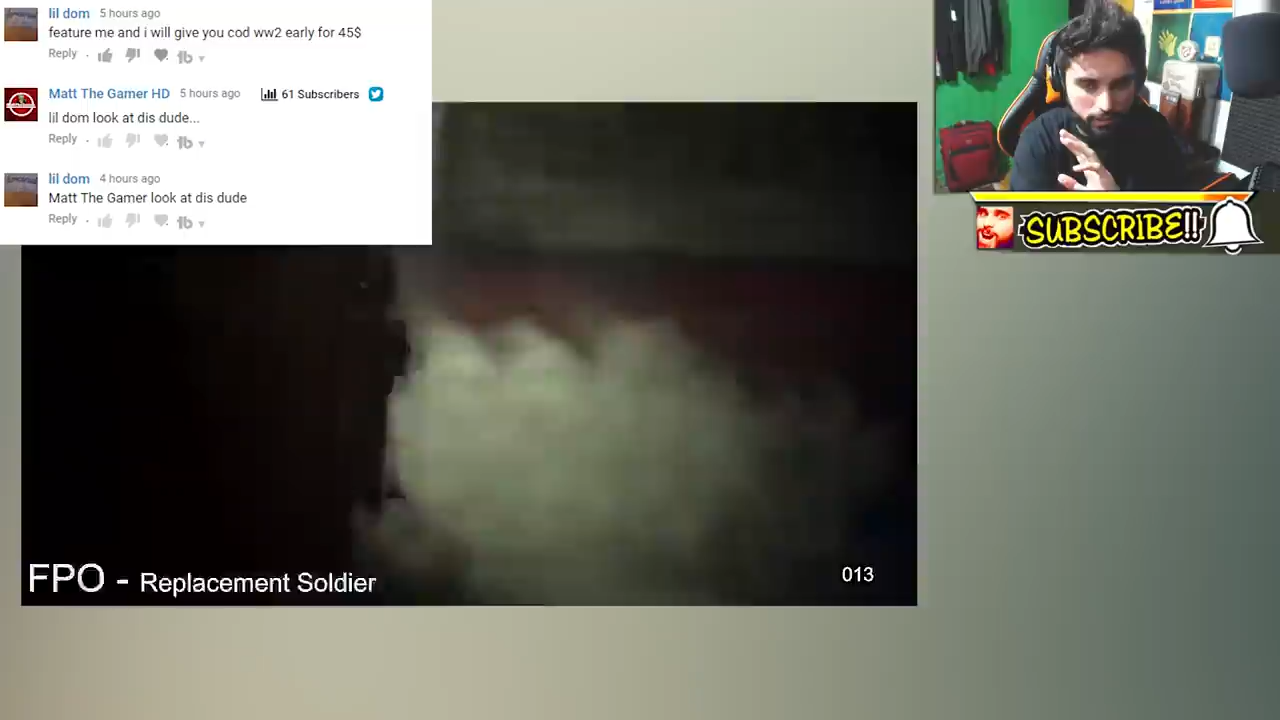 lil dom 5 hours ago
feature me and i will give you cod ww2 early for 45$
Reply
Matt The Gamer HD 5 hours ago 61 Subscribers
lil dom look at dis dude...
Reply
lil dom 4 hours ago
Matt The Gamer look at dis dude
Reply
SUBSCRIBE!!
FPO - Replacement Soldier
013